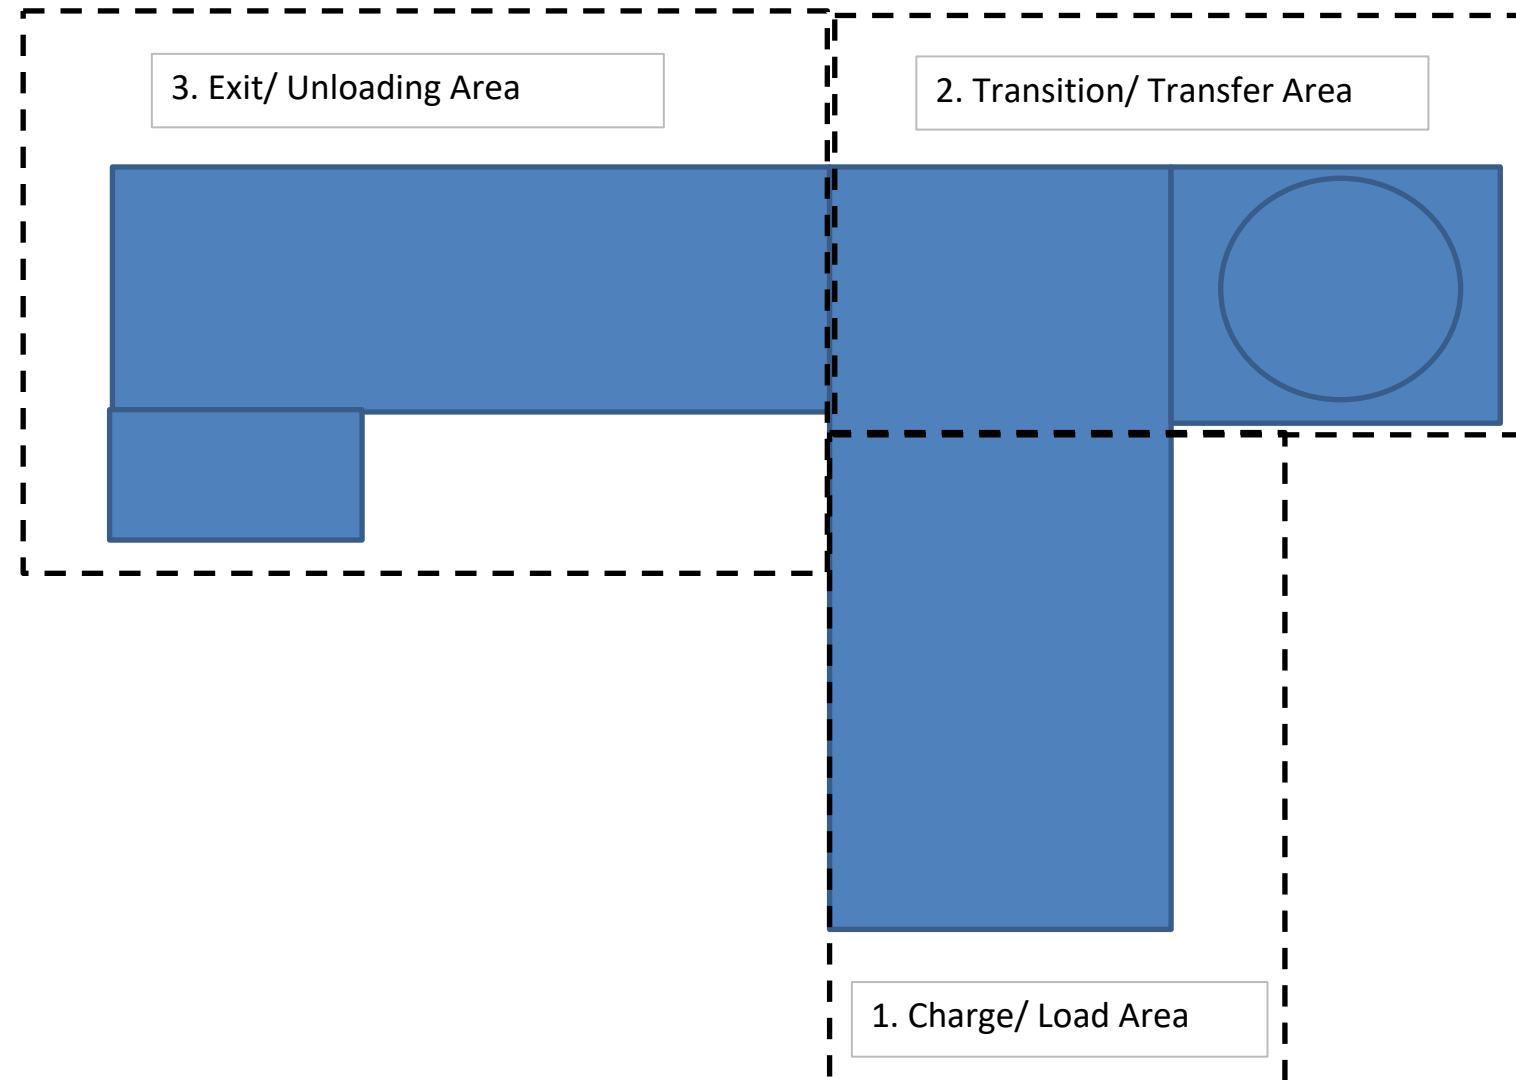 3. Exit/ Unloading Area
2. Transition/ Transfer Area
1. Charge/ Load Area